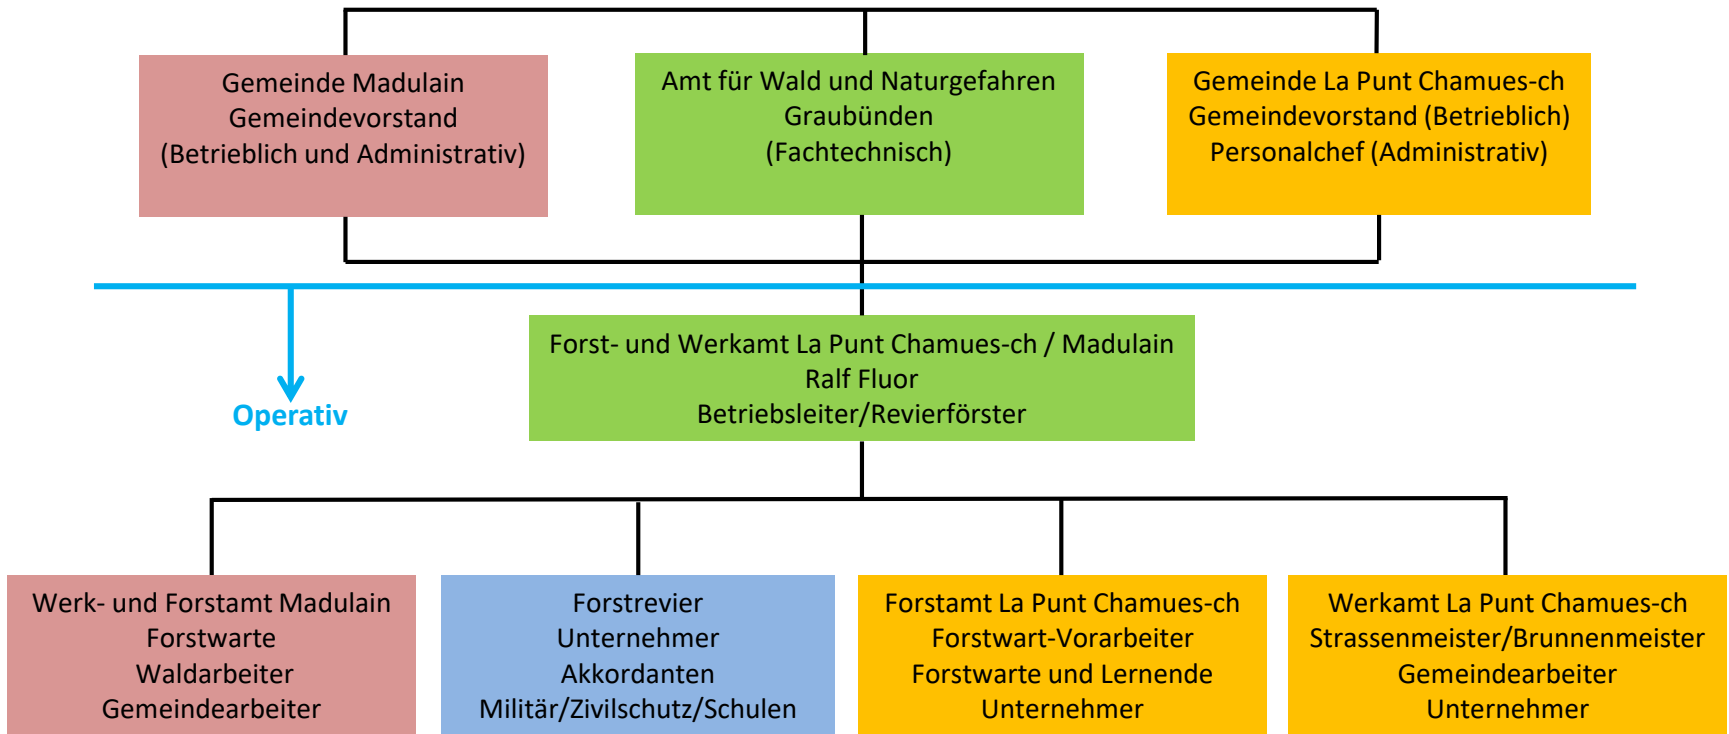 Gemeinde Madulain
Gemeindevorstand
(Betrieblich und Administrativ)
Amt für Wald und Naturgefahren
Graubünden
(Fachtechnisch)
Gemeinde La Punt Chamues-ch
Gemeindevorstand (Betrieblich)
Personalchef (Administrativ)
Operativ
Forst- und Werkamt La Punt Chamues-ch / Madulain
Ralf Fluor
Betriebsleiter/Revierförster
Werk- und Forstamt Madulain
Forstwarte
Waldarbeiter
Gemeindearbeiter
Forstrevier
Unternehmer
Akkordanten
Militär/Zivilschutz/Schulen
Forstamt La Punt Chamues-ch
Forstwart-Vorarbeiter
Forstwarte und Lernende
Unternehmer
Werkamt La Punt Chamues-ch
Strassenmeister/Brunnenmeister
Gemeindearbeiter
Unternehmer